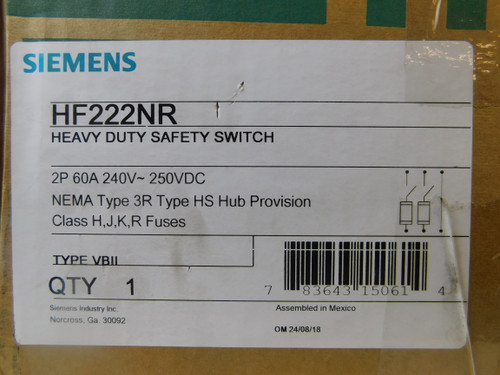 SIEMENS
HF222NR
HEAVY DUTY SAFETY SWITCH
2P 60A 240V~ 250VDC
NEMA Type 3R Type HS Hub Provision
Class H,J,K,R Fuses
TYPE VBII
QTY 1
7 83643 15061 4
Siemens Industry Inc.
Norcross, Ga. 30092
Assembled in Mexico
OM 24/08/18